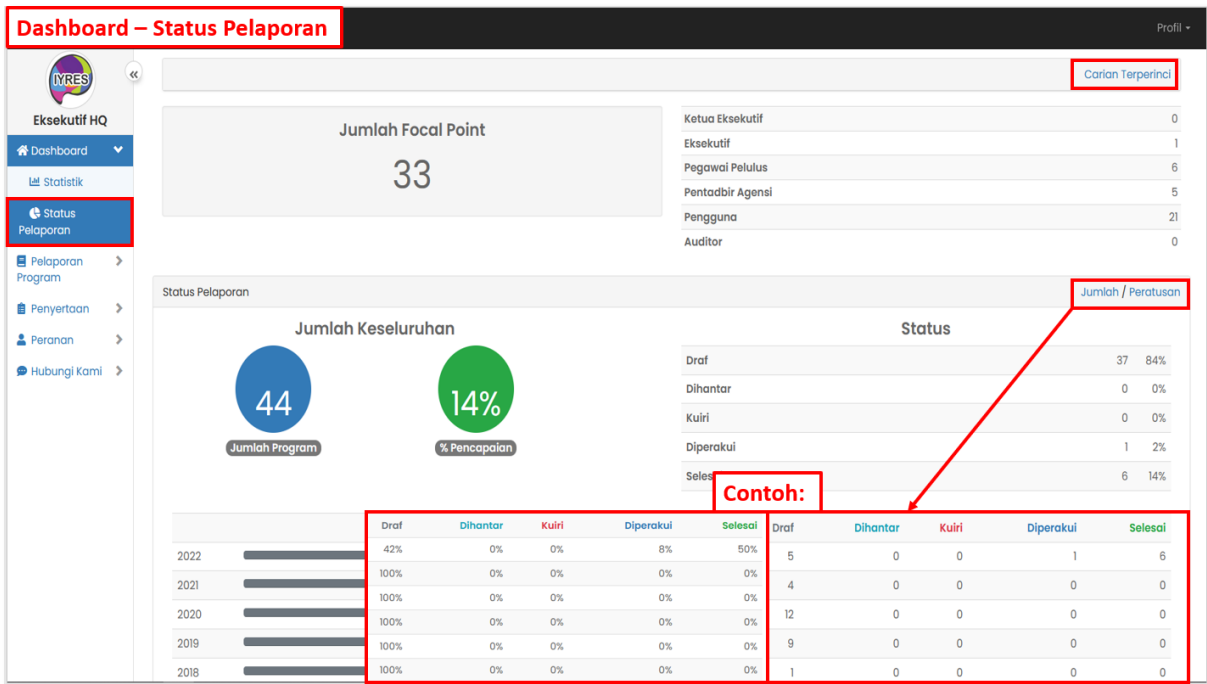 Dashboard – Status Pelaporan
Profil
IYRES
Eksekutif HQ
Dashboard
Statistik
Status
Pelaporan
Pelaporan
Program
Penyertaan
Peranan
Hubungi Kami
Carian Terperinci
Jumlah Focal Point
33
Ketua Eksekutif 0
Eksekutif 1
Pegawai Pelulus 6
Pentadbir Agensi 5
Pengguna 21
Auditor 0
Status Pelaporan
Jumlah / Peratusan
Jumlah Keseluruhan
44
Jumlah Program
14%
% Pencapaian
Status
Draf 37 84%
Dihantar 0 0%
Kuiri 0 0%
Diperakui 1 2%
6 14%
Contoh:
Draf Dihantar Kuiri Diperakui Selesai Draf Dihantar Kuiri Diperakui Selesai
2022 42% 0% 0% 8% 50% 5 0 0 1 6
2021 100% 0% 0% 0% 0% 4 0 0 0 0
100% 0% 0% 0% 0%
2020 100% 0% 0% 0% 0% 12 0 0 0 0
2019 100% 0% 0% 0% 0% 9 0 0 0 0
2018 100% 0% 0% 0% 0% 1 0 0 0 0